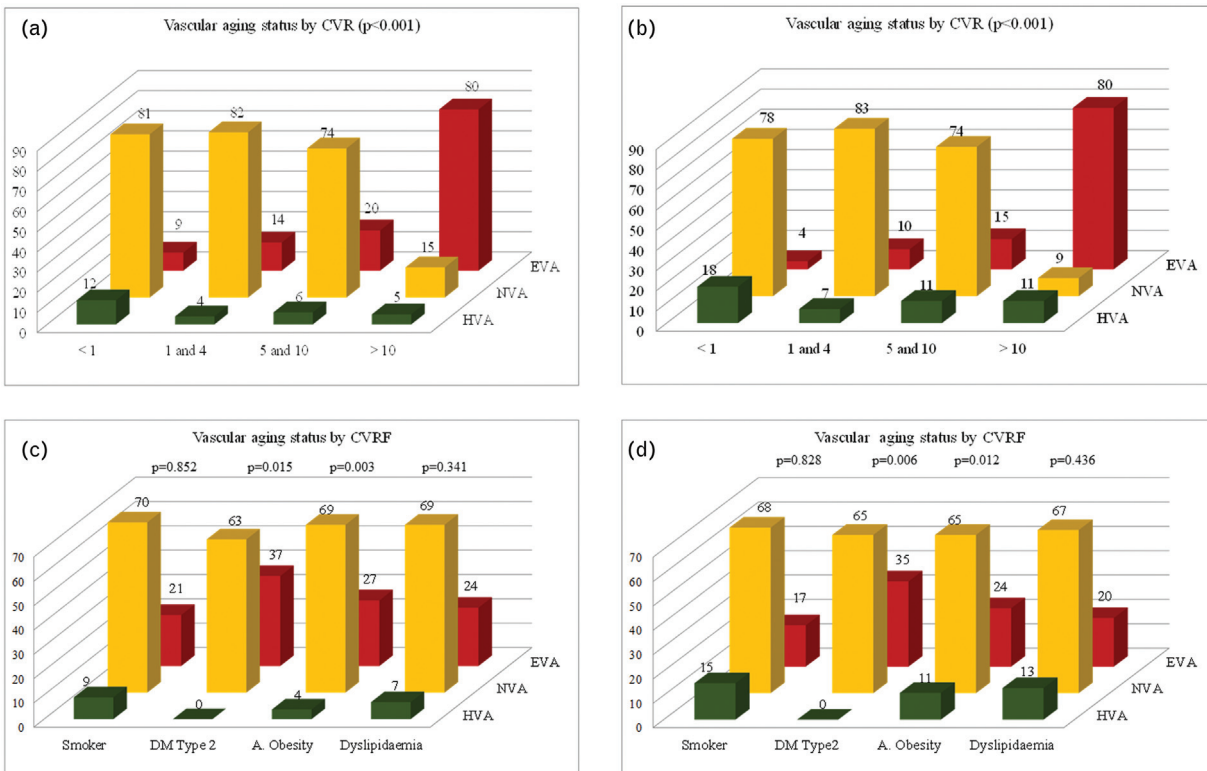 (a)
Vascular aging status by CVR (p<0.001)
80
81
82
74
90
80
70
60
50
40
30
20
10
0
9
14
20
15
12
4
6
5
EVA
NVA
HVA
< 1
1 and 4
5 and 10
> 10
(b)
Vascular aging status by CVR (p<0.001)
80
78
83
74
90
80
70
60
50
40
30
20
10
0
4
10
15
9
18
7
11
11
EVA
NVA
HVA
< 1
1 and 4
5 and 10
> 10
(c)
Vascular aging status by CVRF
p=0.852 p=0.015 p=0.003 p=0.341
70
63
69
69
70
60
50
40
30
20
10
0
21
37
27
24
9
0
4
7
EVA
NVA
HVA
Smoker
DM Type 2
A. Obesity
Dyslipidaemia
(d)
Vascular aging status by CVRF
p=0.828 p=0.006 p=0.012 p=0.436
68
65
65
67
70
60
50
40
30
20
10
0
17
35
24
20
15
0
11
13
EVA
NVA
HVA
Smoker
DM Type2
A. Obesity
Dyslipidaemia